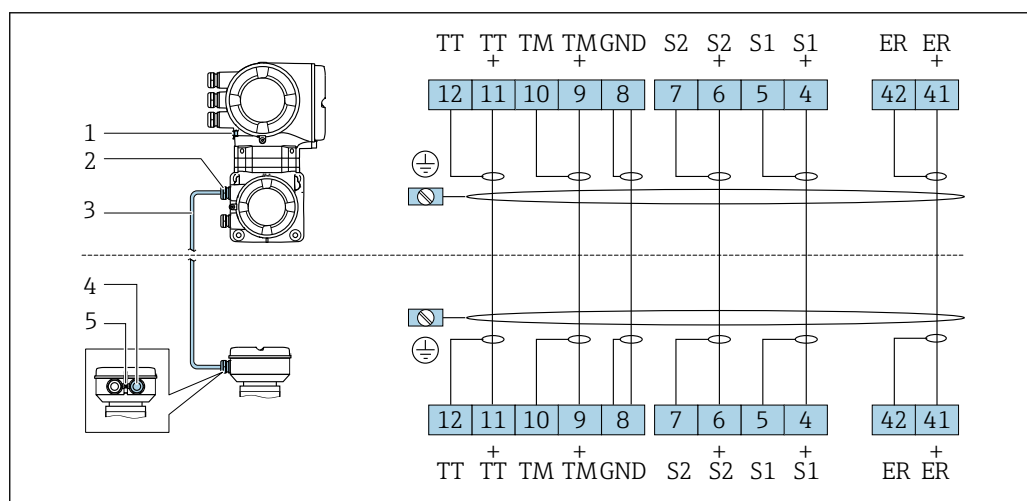 TT TT TM TM GND S2 S2 S1 S1 ER ER
+ + + + +
12 11 10 9 8 7 6 5 4 42 41
1
2
3
4
5
12 11 10 9 8 7 6 5 4 42 41
+ + + + +
TT TT TM TM GND S2 S2 S1 S1 ER ER